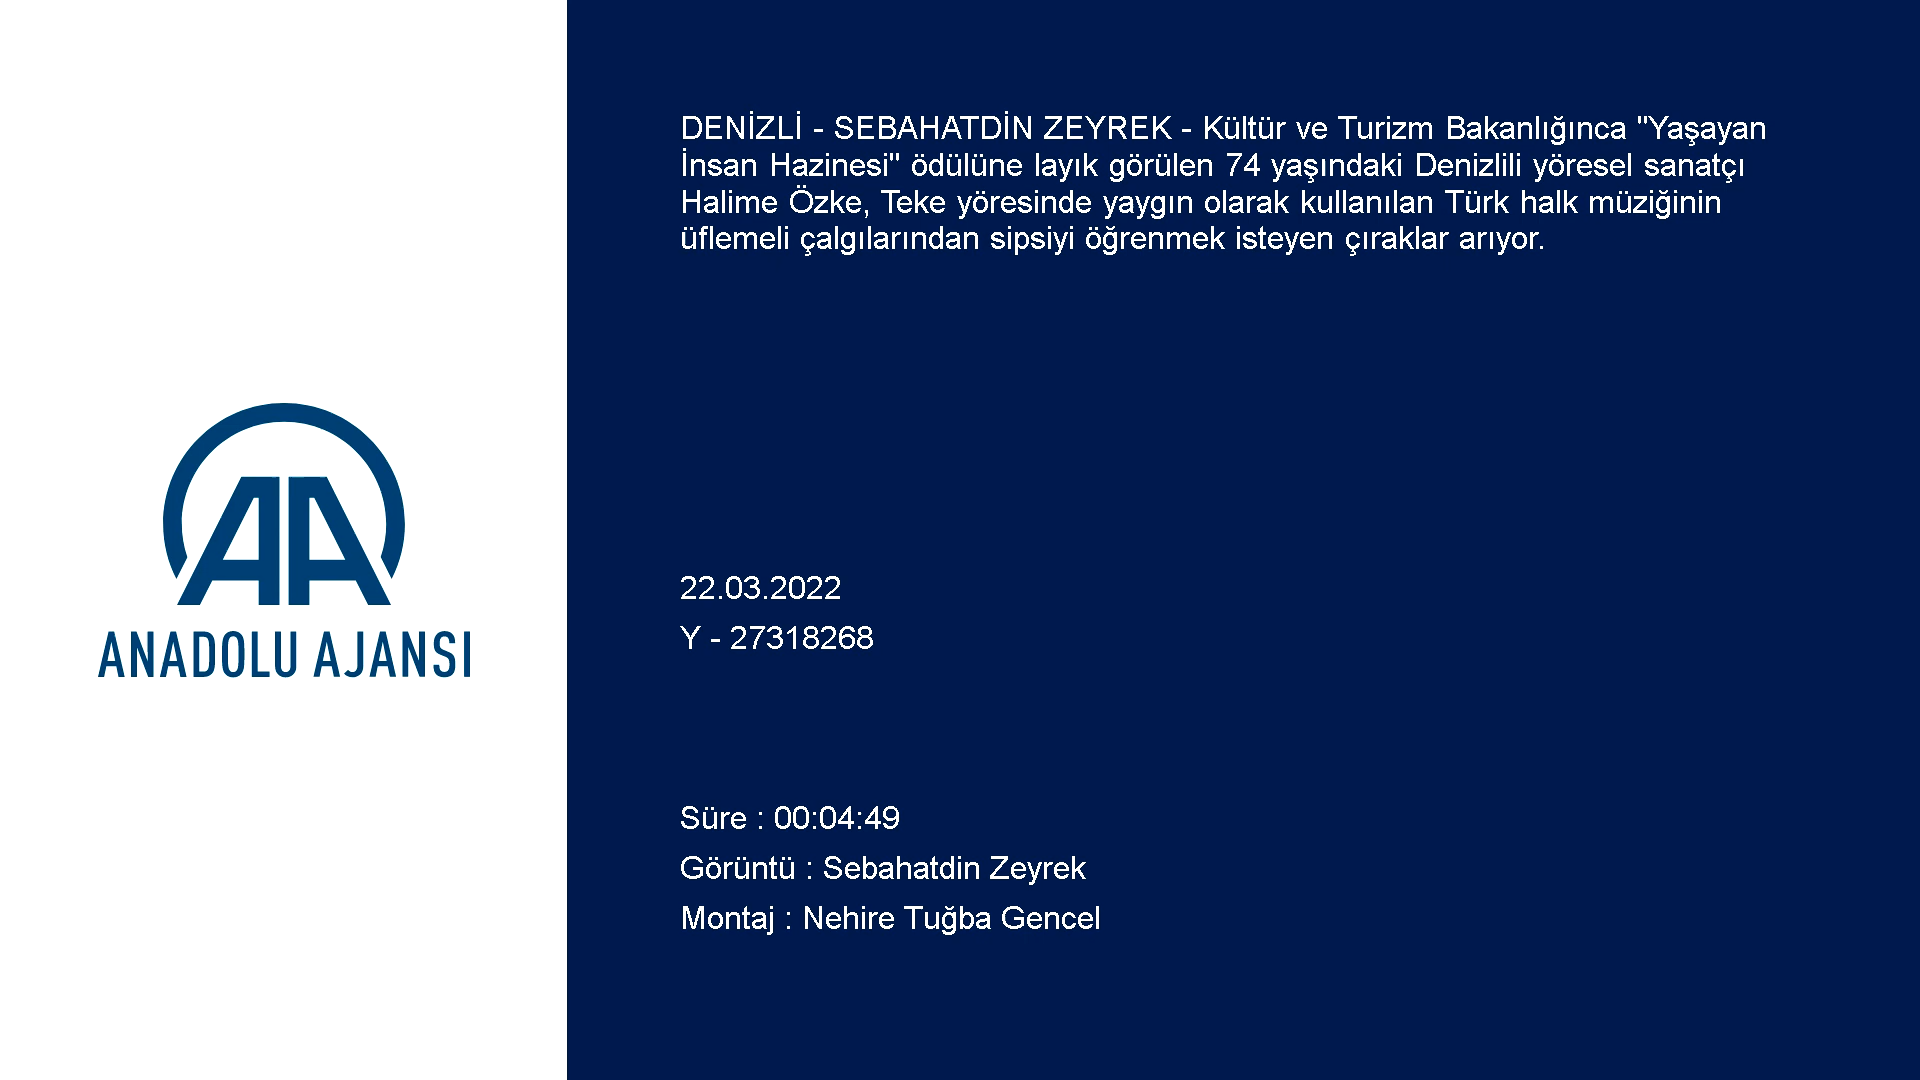 DENİZLİ - SEBAHATDİN ZEYREK - Kültür ve Turizm Bakanlığınca "Yaşayan
İnsan Hazinesi" ödülüne layık görülen 74 yaşındaki Denizlili yöresel sanatçı
Halime Özke, Teke yöresinde yaygın olarak kullanılan Türk halk müziğinin
üflemeli çalgılarından sipsiyi öğrenmek isteyen çıraklar arıyor.
AA
ANADOLU AJANSI
22.03.2022
Y - 27318268
Süre : 00:04:49
Görüntü : Sebahatdin Zeyrek
Montaj : Nehire Tuğba Gencel